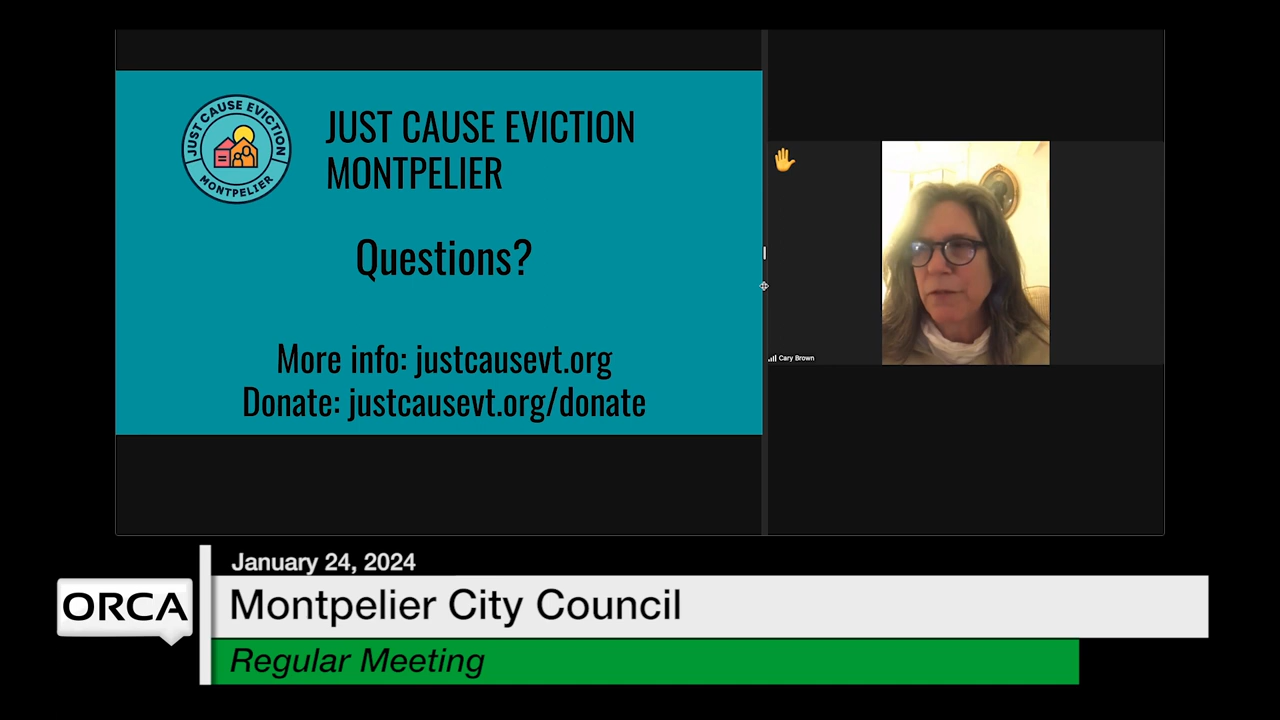 JUST CAUSE EVICTION
MONTPELIER
JUST CAUSE EVICTION
MONTPELIER
Questions?
More info: justcausevt.org
Donate: justcausevt.org/donate
Cary Brown
January 24, 2024
ORCA
Montpelier City Council
Regular Meeting